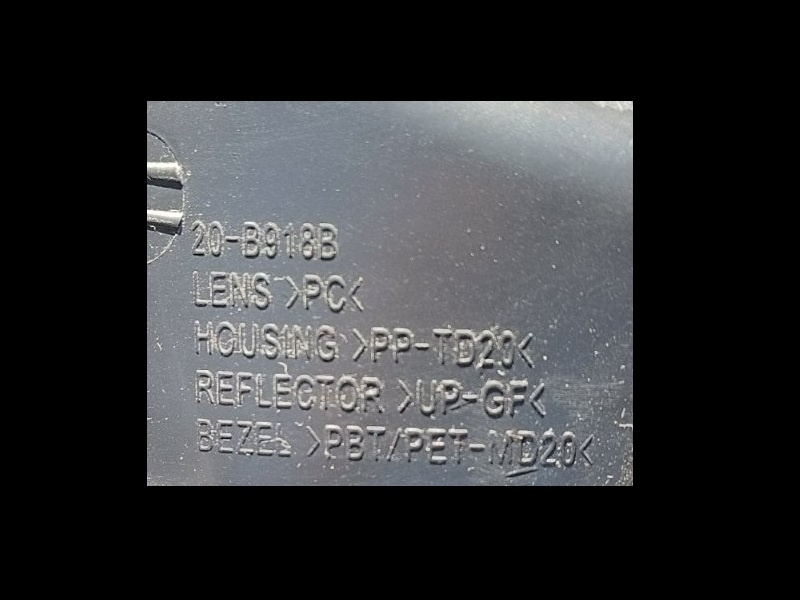 20-B918B
LENS >PC<
HOUSING >PP-TD20<
REFLECTOR >UP-GF<
BEZEL >PBT/PET-MD20<